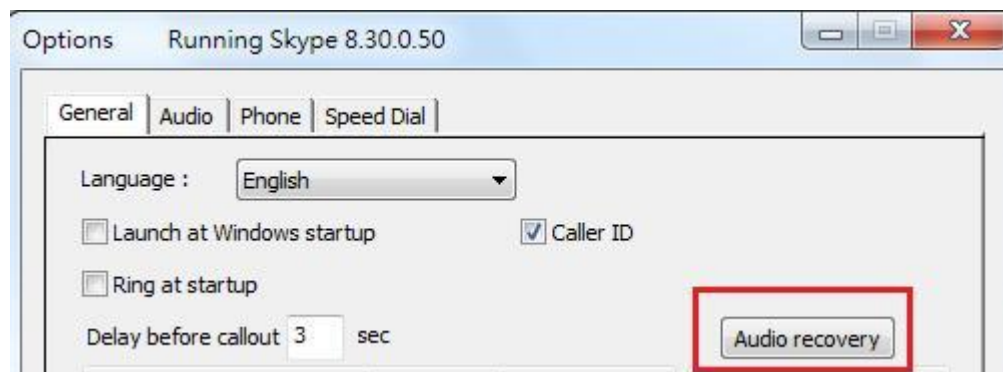 Options Running Skype 8.30.0.50
General Audio Phone Speed Dial
Language : English
Launch at Windows startup Caller ID
Ring at startup
Delay before callout 3 sec Audio recovery